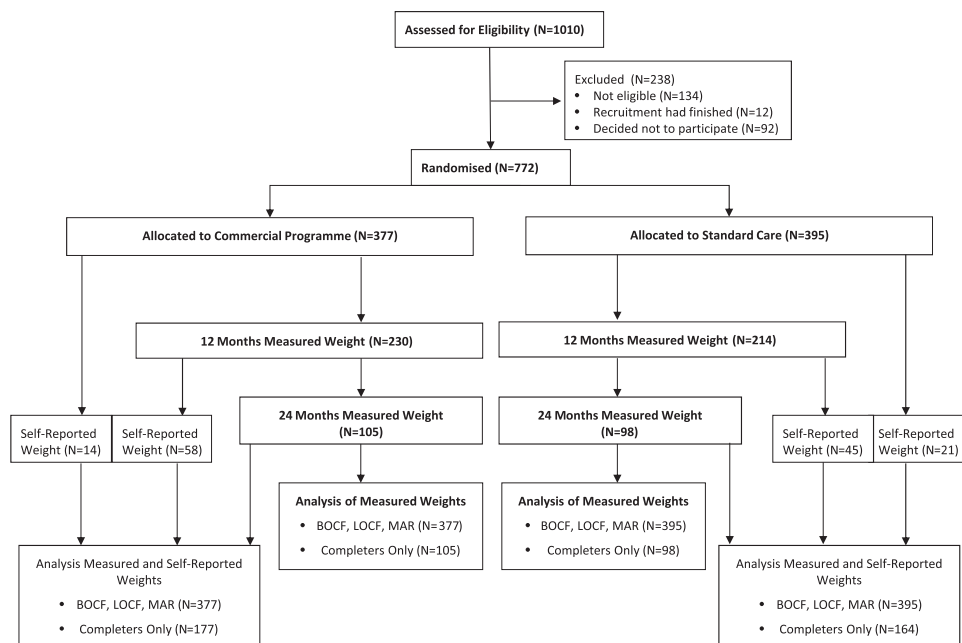 Assessed for Eligibility (N=1010)
Excluded (N=238)
• Not eligible (N=134)
• Recruitment had finished (N=12)
• Decided not to participate (N=92)
Randomised (N=772)
Allocated to Commercial Programme (N=377)
Allocated to Standard Care (N=395)
12 Months Measured Weight (N=230)
12 Months Measured Weight (N=214)
24 Months Measured Weight
(N=105)
24 Months Measured Weight
(N=98)
Self-Reported
Weight (N=14)
Self-Reported
Weight (N=58)
Self-Reported
Weight (N=45)
Self-Reported
Weight (N=21)
Analysis of Measured Weights
• BOCF, LOCF, MAR (N=377)
• Completers Only (N=105)
Analysis of Measured Weights
• BOCF, LOCF, MAR (N=395)
• Completers Only (N=98)
Analysis Measured and Self-Reported
Weights
• BOCF, LOCF, MAR (N=377)
• Completers Only (N=177)
Analysis Measured and Self-Reported
Weights
• BOCF, LOCF, MAR (N=395)
• Completers Only (N=164)